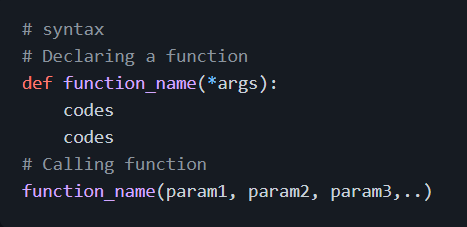 # syntax
# Declaring a function
def function_name(*args):
    codes
    codes
# Calling function
function_name(param1, param2, param3,..)